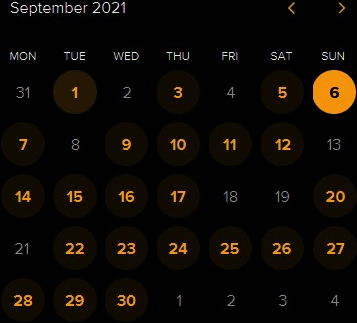 September 2021 < >
MON TUE WED THU FRI SAT SUN
31 1 2 3 4 5 6
7 8 9 10 11 12 13
14 15 16 17 18 19 20
21 22 23 24 25 26 27
28 29 30 1 2 3 4